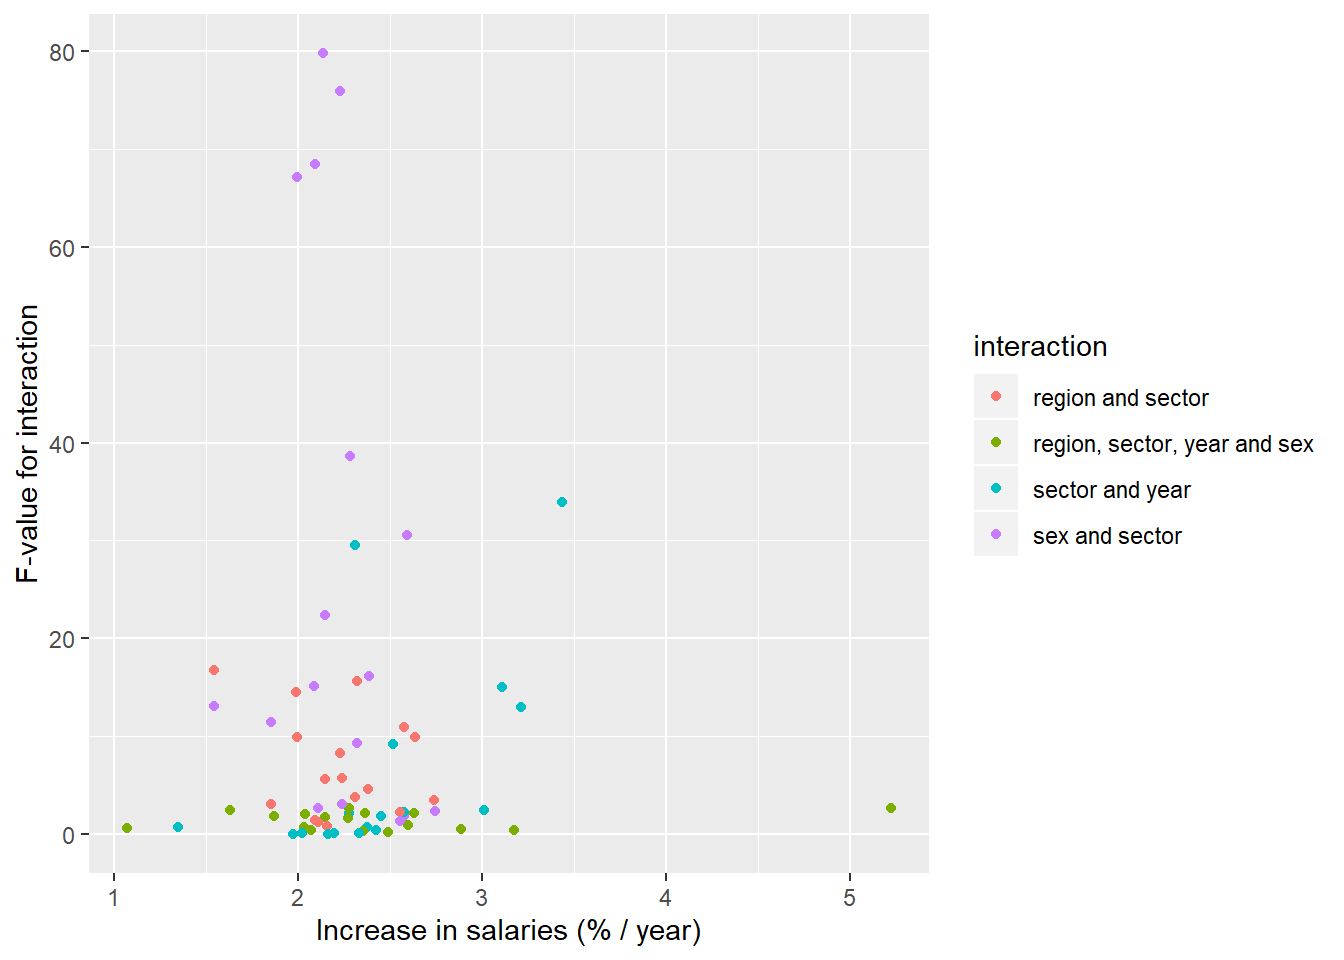 80
60
40
20
0
F-value for interaction
1 2 3 4 5
Increase in salaries (% / year)
interaction
region and sector
region, sector, year and sex
sector and year
sex and sector